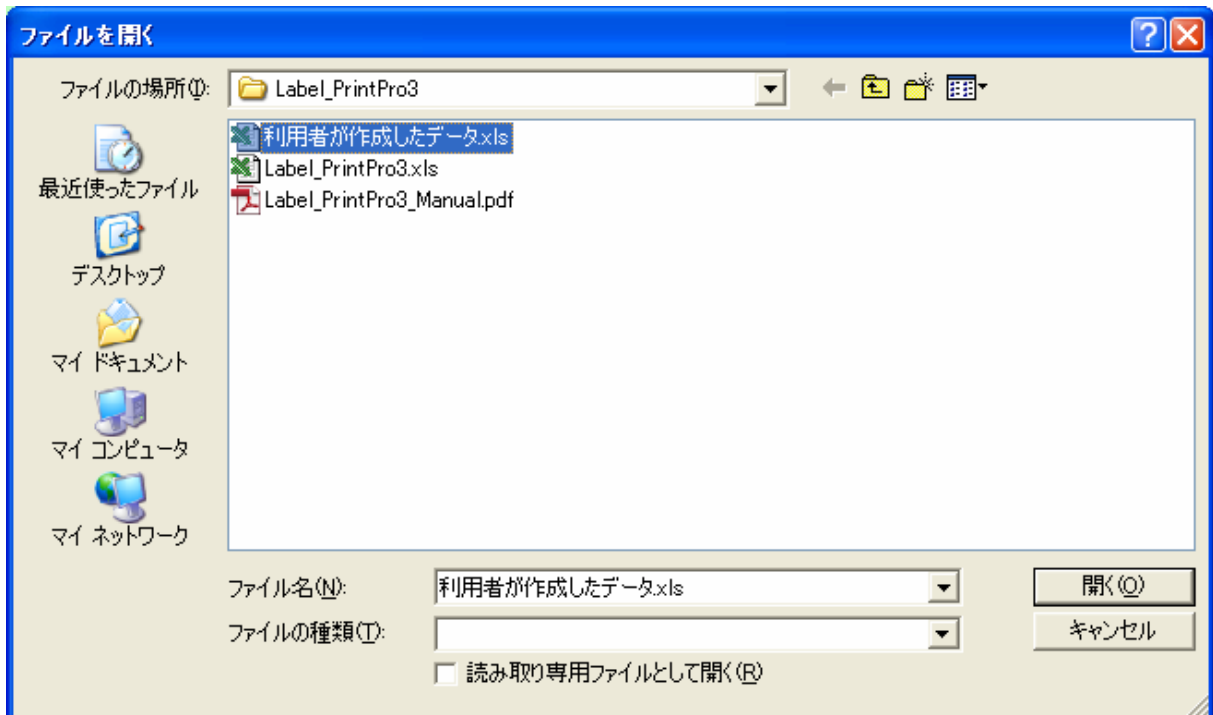 ファイルを開く
ファイルの場所(I): Label_PrintPro3
利用者が作成したデータ.xls
Label_PrintPro3.xls
Label_PrintPro3_Manual.pdf
最近使ったファイル
デスクトップ
マイ ドキュメント
マイ コンピュータ
マイ ネットワーク
ファイル名(N): 利用者が作成したデータ.xls 開く(O)
ファイルの種類(T): キャンセル
読み取り専用ファイルとして開く(R)